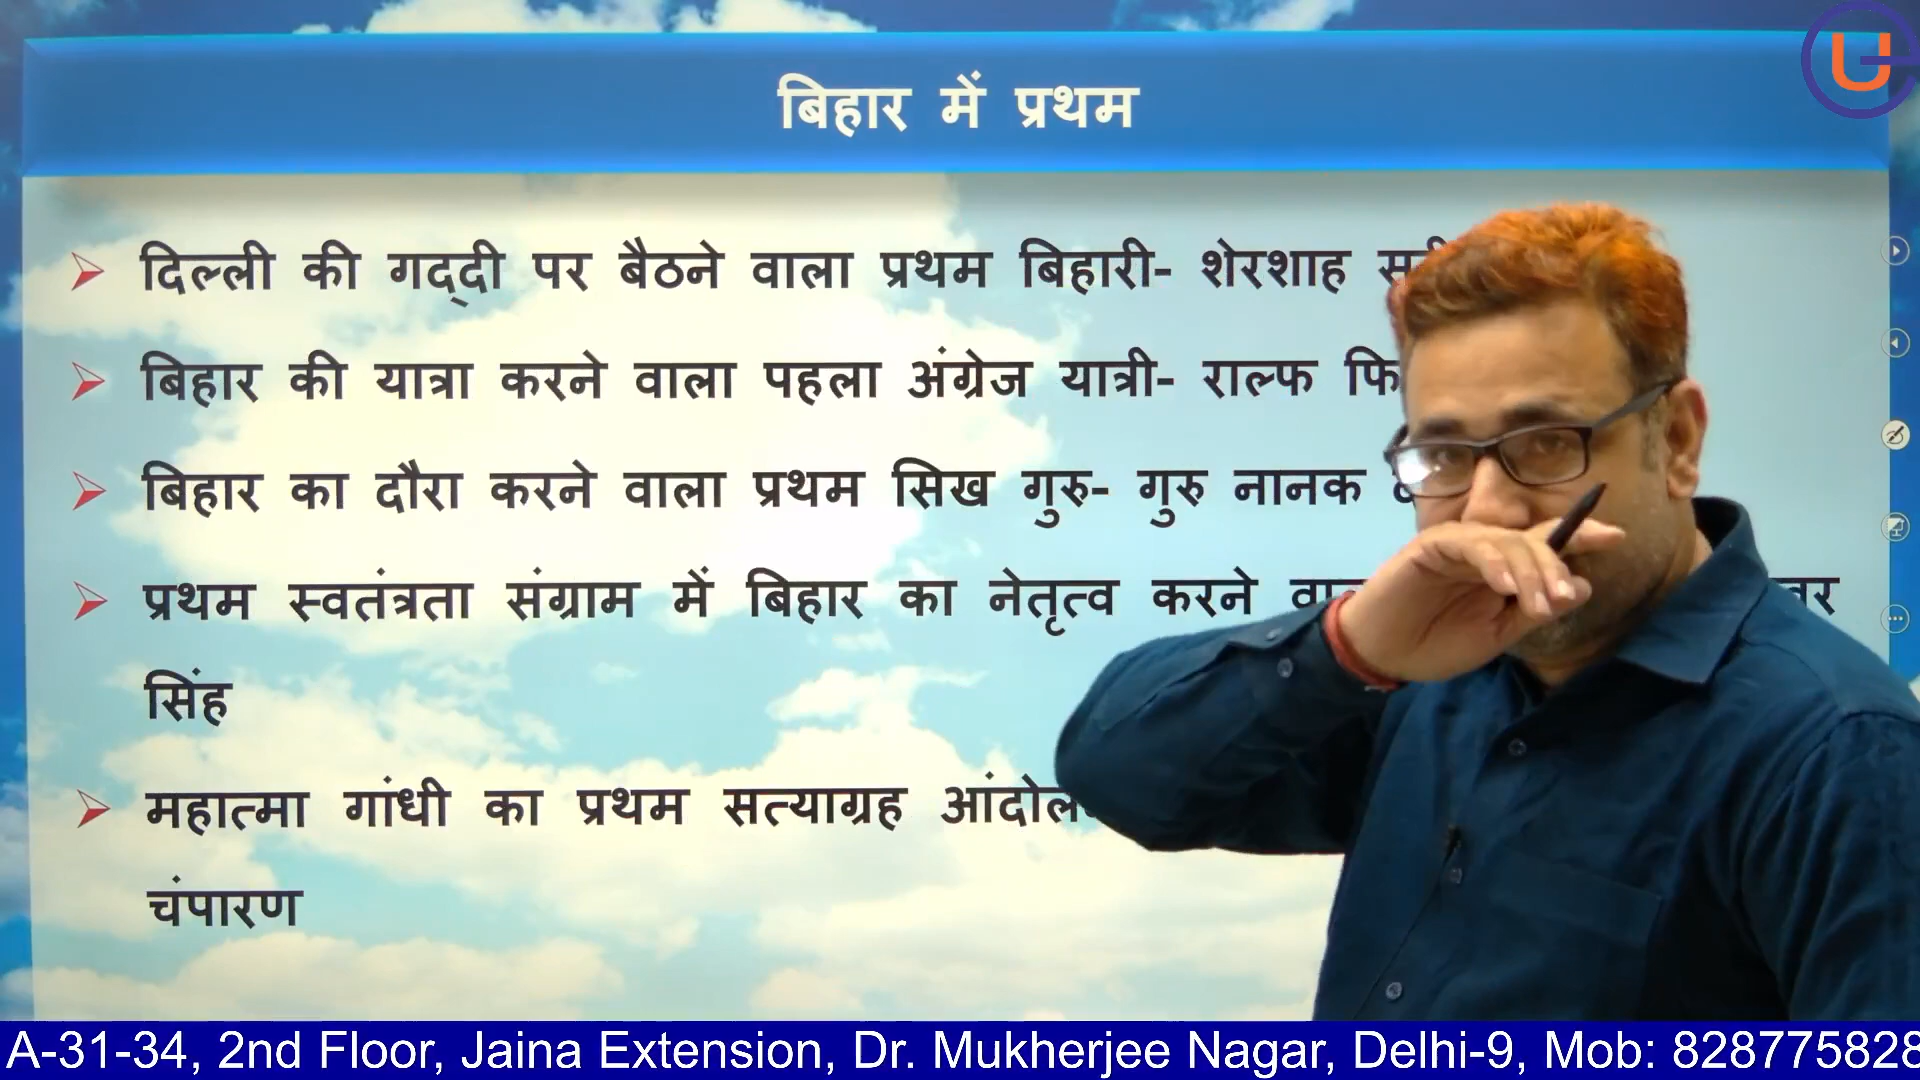 बिहार में प्रथम
दिल्ली की गद्दी पर बैठने वाला प्रथम बिहारी- शेरशाह
बिहार की यात्रा करने वाला पहला अंग्रेज यात्री- राल्फ
बिहार का दौरा करने वाला प्रथम सिख गुरु- गुरु नानक
प्रथम स्वतंत्रता संग्राम में बिहार का नेतृत्व करने
सिंह
महात्मा गांधी का प्रथम सत्याग्रह
चंपारण
A-31-34, 2nd Floor, Jaina Extension, Dr. Mukherjee Nagar, Delhi-9, Mob: 828775828